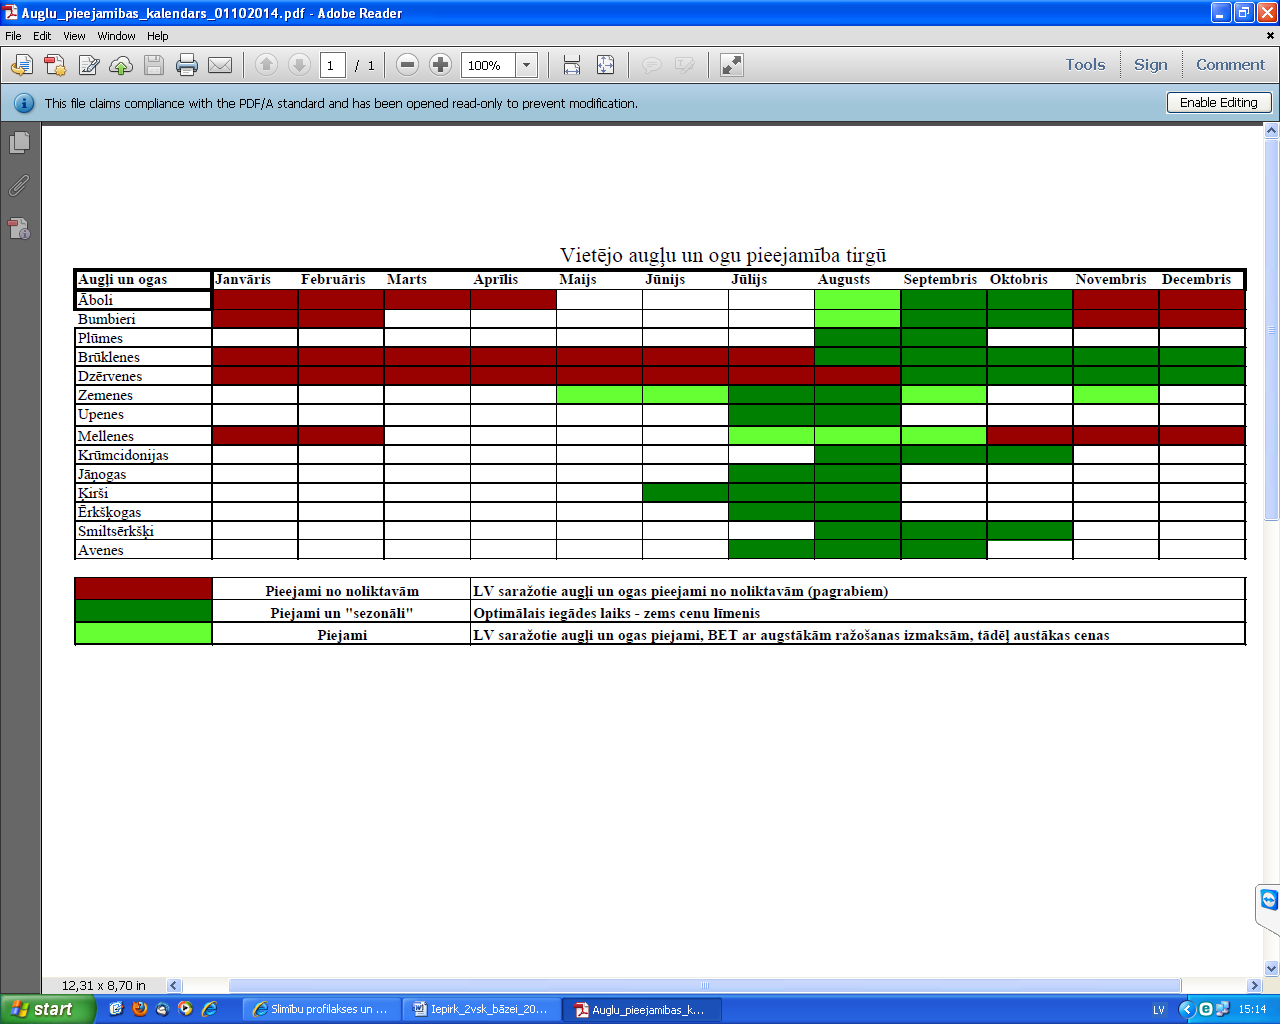 Auglu_pieejamibas_kalendars_01102014.pdf - Adobe Reader
File Edit View Window Help
1 / 1 100% Tools Sign Comment
This file claims compliance with the PDF/A standard and has been opened read-only to prevent modification. Enable Editing
Vietējo augļu un ogu pieejamība tirgū
Augļi un ogas Janvāris Februāris Marts Aprīlis Maijs Jūnijs Jūlijs Augusts Septembris Oktobris Novembris Decembris
Āboli
Bumbieri
Plūmes
Brūklenes
Dzērvenes
Zemenes
Upenes
Mellenes
Krūmcidonijas
Jāņogas
Ķirši
Ērkšķogas
Smiltsērkšķi
Avenes
Pieejami no noliktavām LV saražotie augļi un ogas pieejami no noliktavām (pagrabiem)
Piejami un "sezonāli" Optimālais iegādes laiks - zems cenu līmenis
Piejami LV saražotie augļi un ogas piejami, BET ar augstākām ražošanas izmaksām, tādēļ austākas cenas
12,31 x 8,70 in
start Slimību profilakses un ... Iepirk_2vsk_bāzei_20... Auglu_pieejamibas_k... LV 15:14